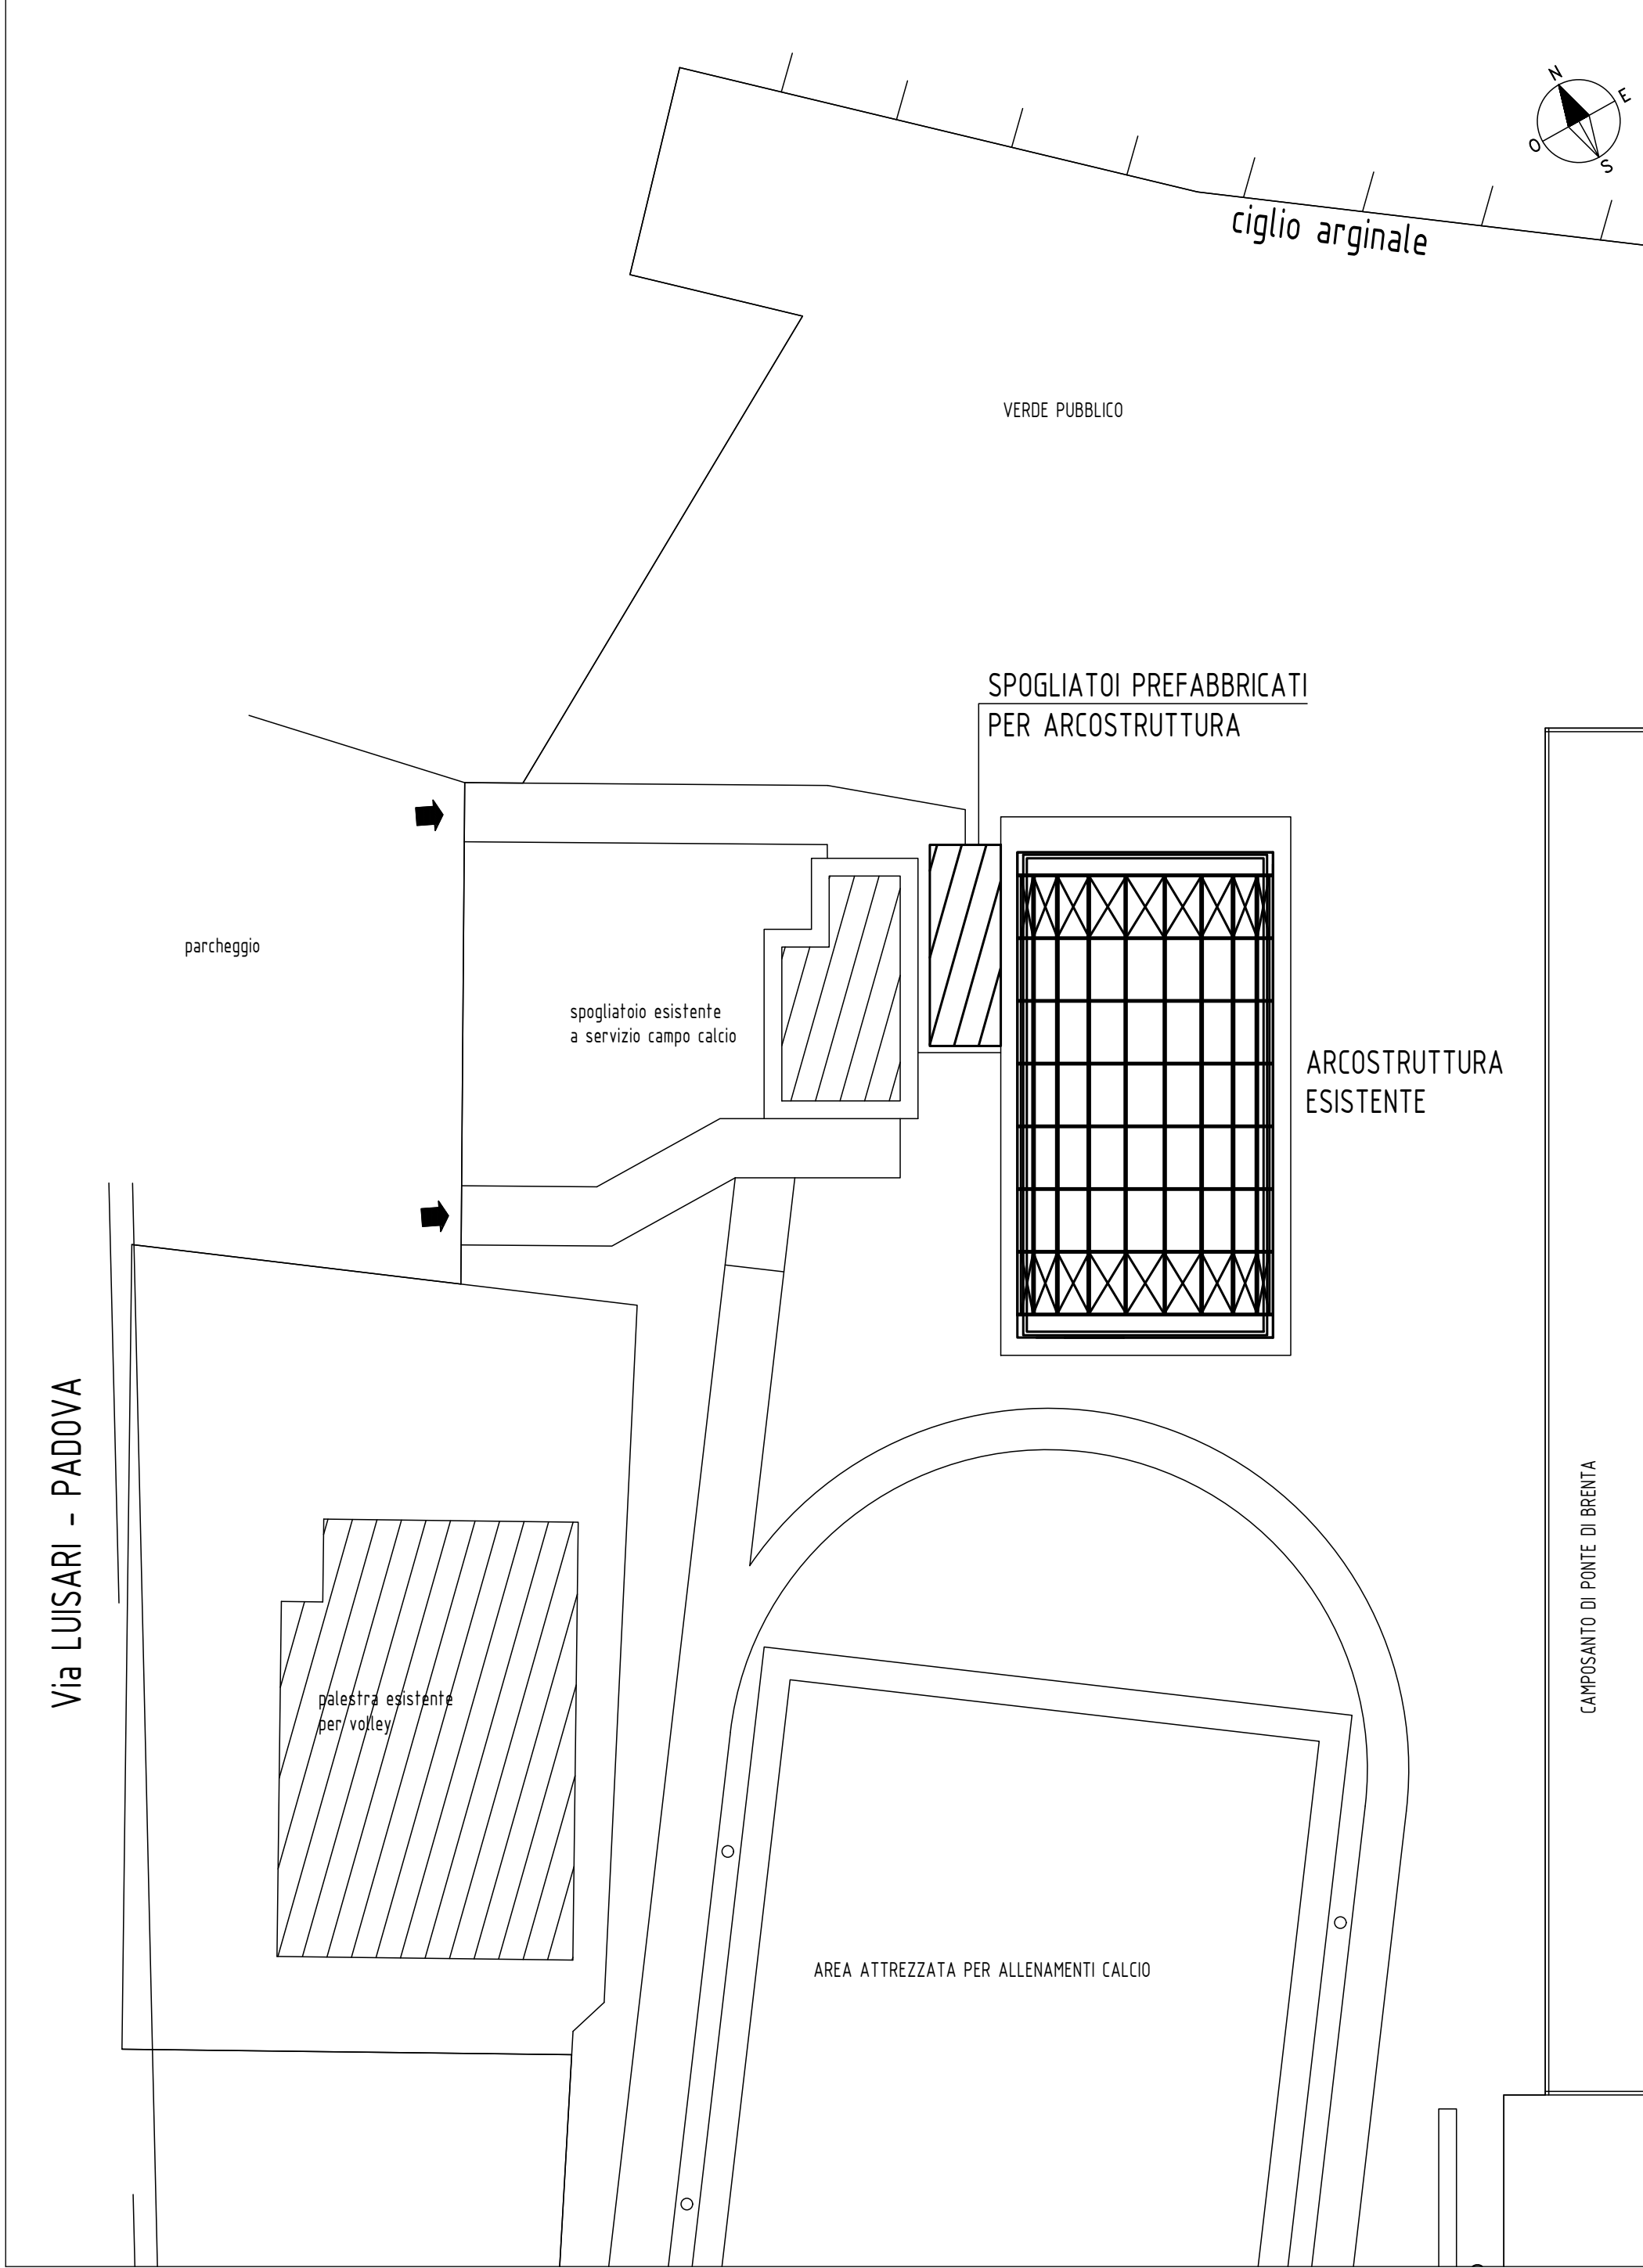 N
E
O
S
ciglio arginale
VERDE PUBBLICO
SPOGLIATOI PREFABBRICATI
PER ARCOSTRUTTURA
parcheggio
spogliatoio esistente
a servizio campo calcio
ARCOSTRUTTURA
ESISTENTE
Via LUISARI - PADOVA
CAMPOSANTO DI PONTE DI BRENTA
palestra esistente
per volley
AREA ATTREZZATA PER ALLENAMENTI CALCIO